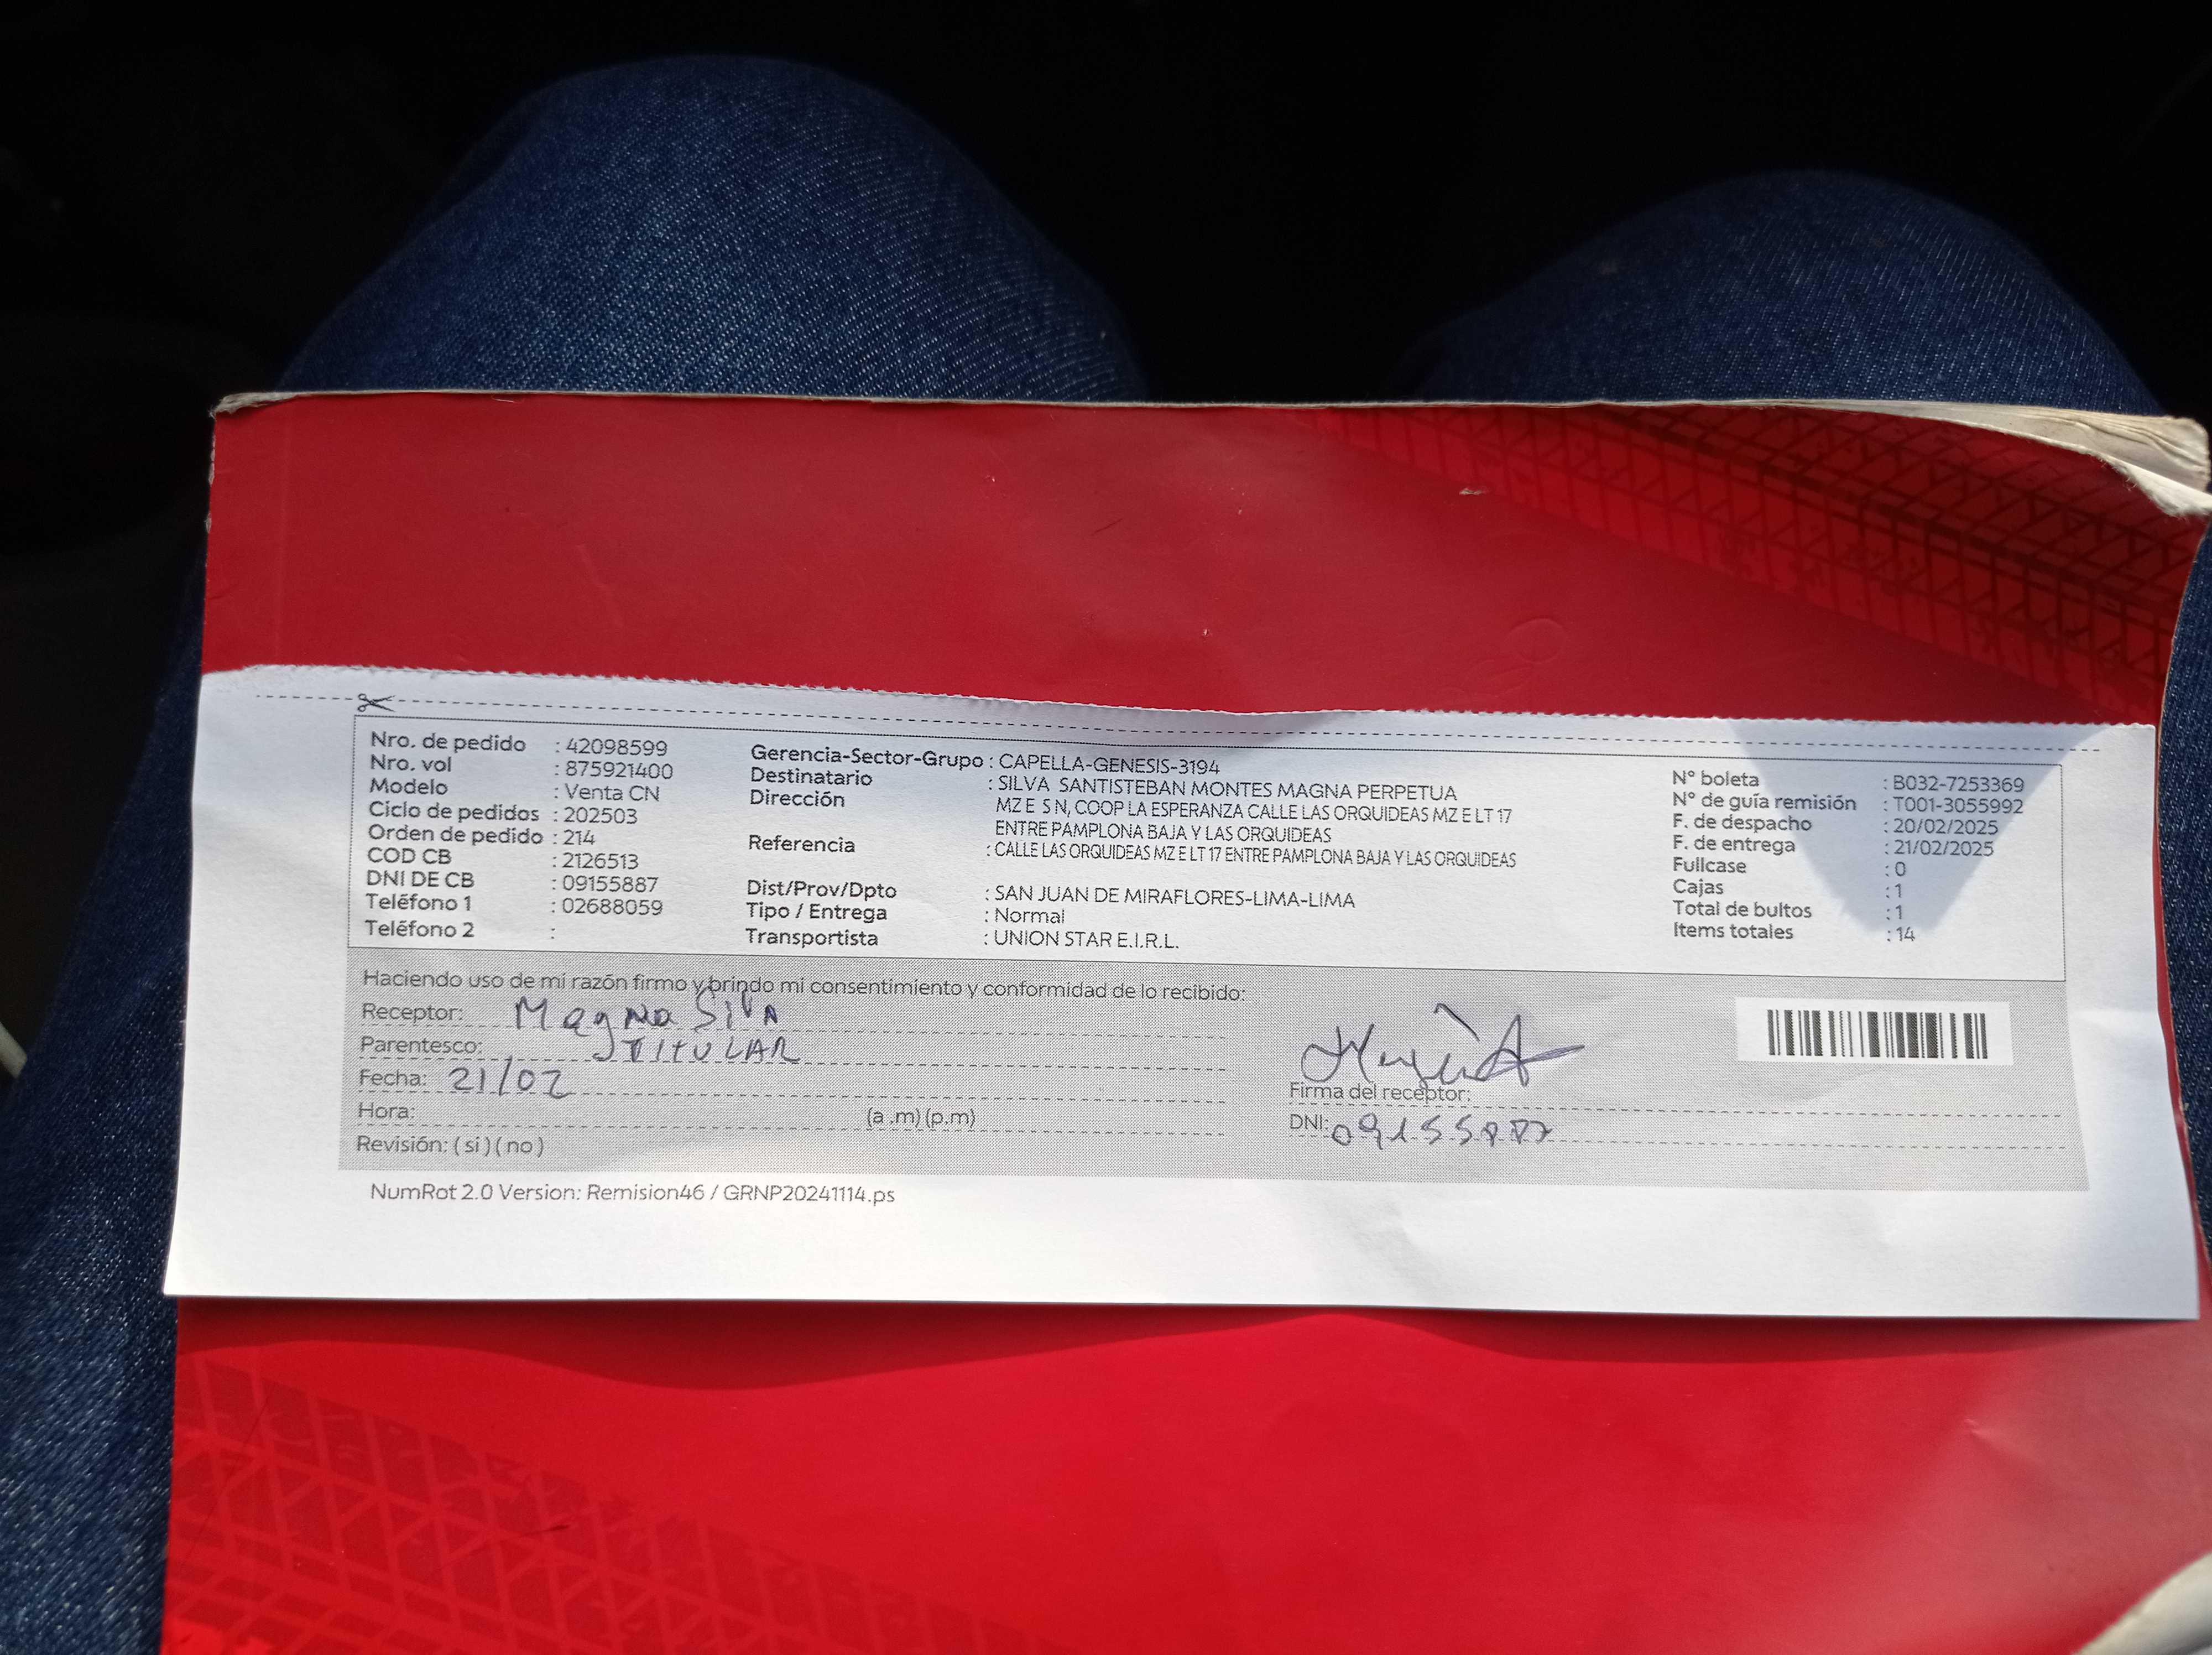 Nro. de pedido : 42098599
Nro. vol : 875921400
Modelo : Venta CN
Ciclo de pedidos : 202503
Orden de pedido : 214
COD CB : 2126513
DNI DE CB : 09155887
Teléfono 1 : 02688059
Teléfono 2 :
Gerencia-Sector-Grupo : CAPELLA-GENESIS-3194
Destinatario : SILVA SANTISTEBAN MONTES MAGNA PERPETUA
Dirección MZ E S N, COOP LA ESPERANZA CALLE LAS ORQUIDEAS MZ E LT 17
ENTRE PAMPLONA BAJA Y LAS ORQUIDEAS
Referencia : CALLE LAS ORQUIDEAS MZ E LT 17 ENTRE PAMPLONA BAJA Y LAS ORQUIDEAS
Dist/Prov/Dpto : SAN JUAN DE MIRAFLORES-LIMA-LIMA
Tipo / Entrega : Normal
Transportista : UNION STAR E.I.R.L.
N° boleta : B032-7253369
N° de guía remisión : T001-3055992
F. de despacho : 20/02/2025
F. de entrega : 21/02/2025
Fullcase : 0
Cajas : 1
Total de bultos : 1
Items totales : 14
Haciendo uso de mi razón firmo y brindo mi consentimiento y conformidad de lo recibido:
Receptor: Magna Silva
Parentesco: TITULAR
Fecha: 21/02
Hora: (a .m) (p.m)
Revisión: ( si ) ( no )
Firma del receptor:
DNI: 09155887
NumRot 2.0 Version: Remision46 / GRNP20241114.ps